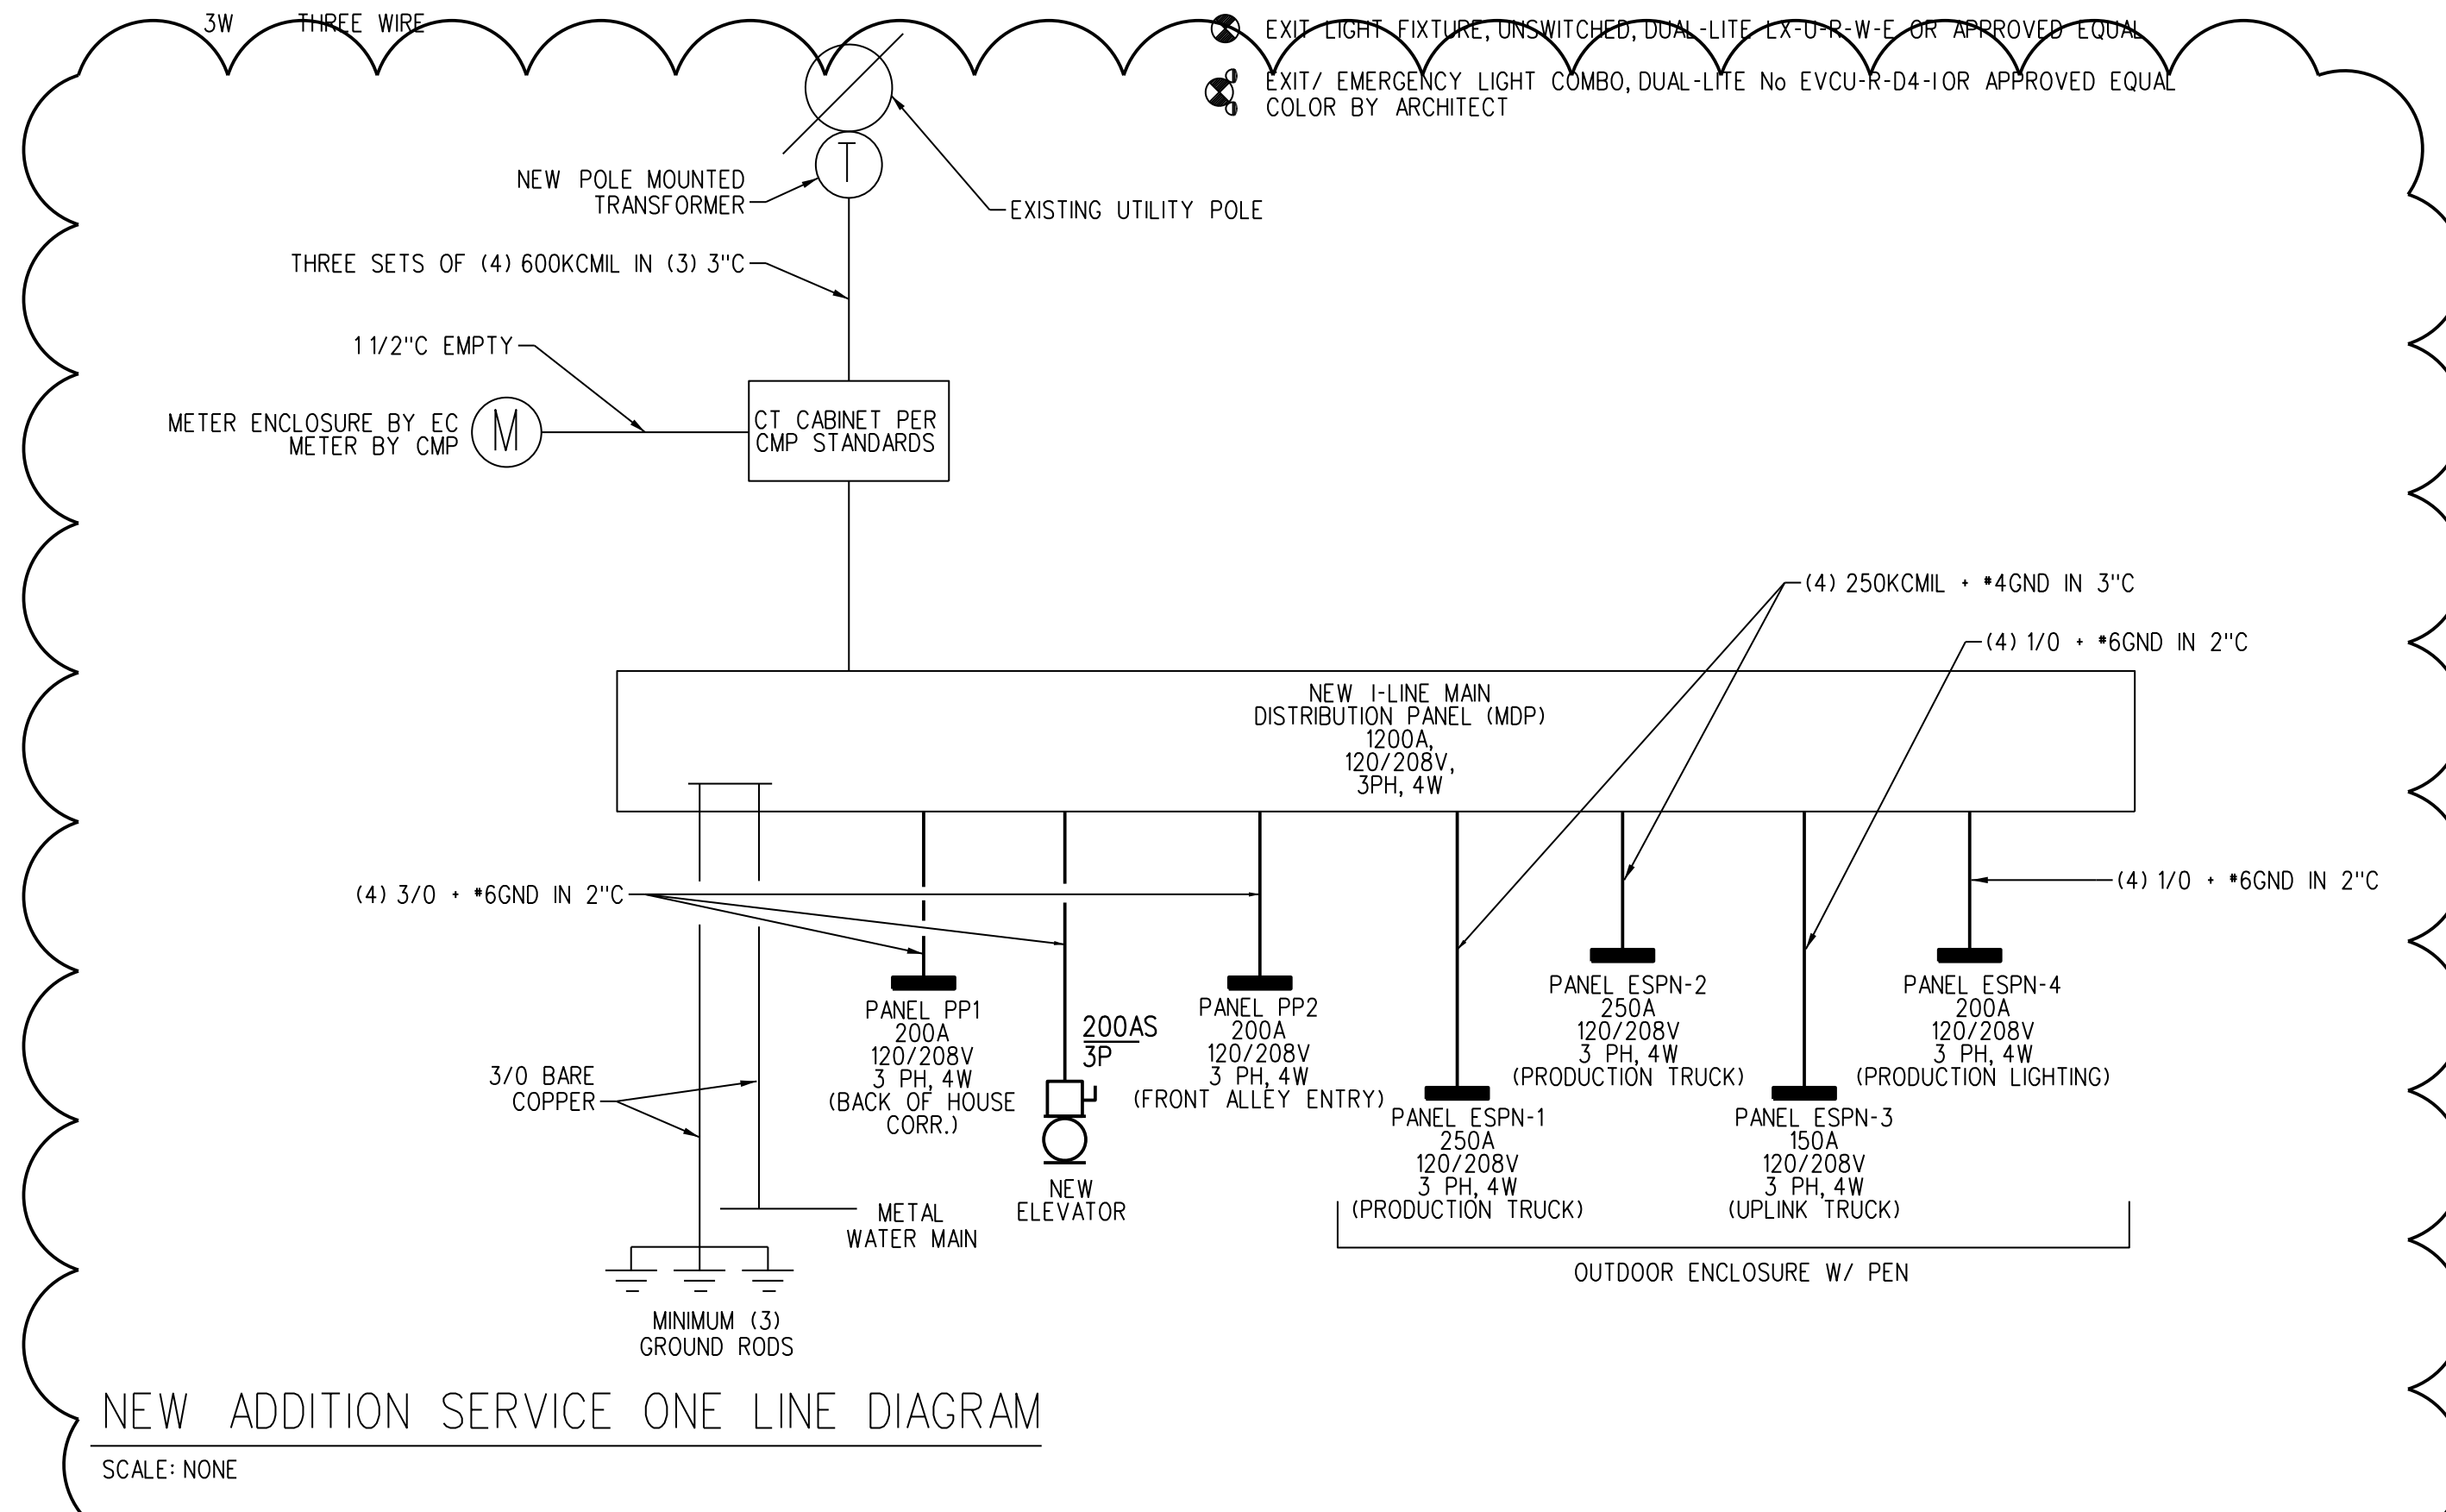 3W THREE WIRE
EXIT LIGHT FIXTURE, UNSWITCHED, DUAL-LITE LX-U-R-W-E OR APPROVED EQUAL
EXIT/ EMERGENCY LIGHT COMBO, DUAL-LITE No EVCU-R-D4-IOR APPROVED EQUAL
COLOR BY ARCHITECT
T
NEW POLE MOUNTED
TRANSFORMER
EXISTING UTILITY POLE
THREE SETS OF (4) 600KCMIL IN (3) 3"C
1 1/2"C EMPTY
METER ENCLOSURE BY EC
METER BY CMP
M
CT CABINET PER
CMP STANDARDS
(4) 250KCMIL + #4GND IN 3"C
(4) 1/0 + #6GND IN 2"C
NEW I-LINE MAIN
DISTRIBUTION PANEL (MDP)
1200A,
120/208V,
3PH, 4W
(4) 3/0 + #6GND IN 2"C
(4) 1/0 + #6GND IN 2"C
PANEL PP1
200A
120/208V
3 PH, 4W
(BACK OF HOUSE
CORR.)
200AS
3P
NEW
ELEVATOR
PANEL PP2
200A
120/208V
3 PH, 4W
(FRONT ALLEY ENTRY)
PANEL ESPN-1
250A
120/208V
3 PH, 4W
(PRODUCTION TRUCK)
PANEL ESPN-2
250A
120/208V
3 PH, 4W
(PRODUCTION TRUCK)
PANEL ESPN-3
150A
120/208V
3 PH, 4W
(UPLINK TRUCK)
PANEL ESPN-4
200A
120/208V
3 PH, 4W
(PRODUCTION LIGHTING)
OUTDOOR ENCLOSURE W/ PEN
3/0 BARE
COPPER
METAL
WATER MAIN
MINIMUM (3)
GROUND RODS
NEW ADDITION SERVICE ONE LINE DIAGRAM
SCALE: NONE